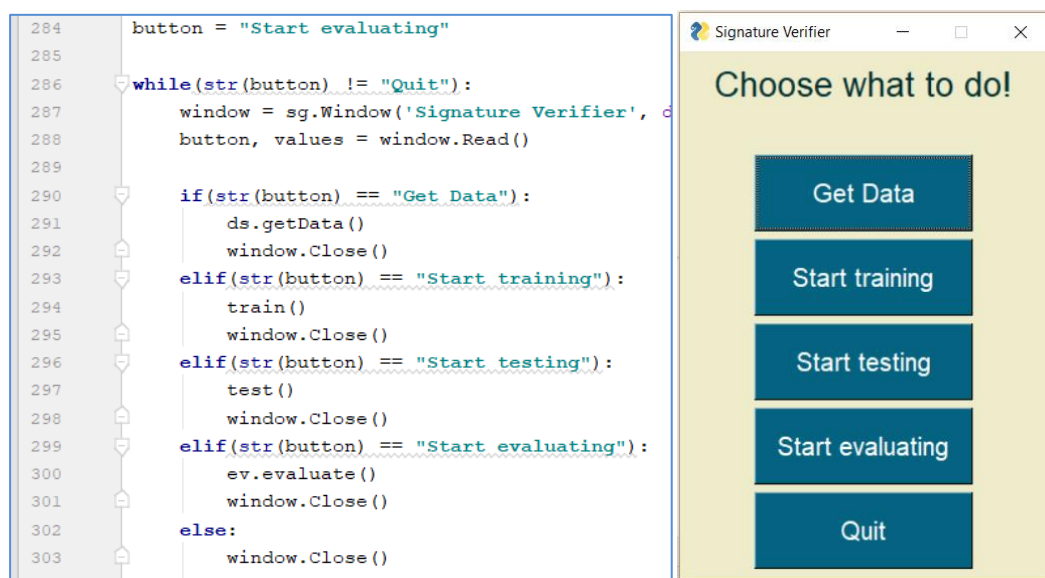 284 button = "Start evaluating"
285
286 while(str(button) != "Quit"):
287 window = sg.Window('Signature Verifier',
288 button, values = window.Read()
289
290 if(str(button) == "Get Data"):
291 ds.getData()
292 window.Close()
293 elif(str(button) == "Start training"):
294 train()
295 window.Close()
296 elif(str(button) == "Start testing"):
297 test()
298 window.Close()
299 elif(str(button) == "Start evaluating"):
300 ev.evaluate()
301 window.Close()
302 else:
303 window.Close()
Signature Verifier
Choose what to do!
Get Data
Start training
Start testing
Start evaluating
Quit